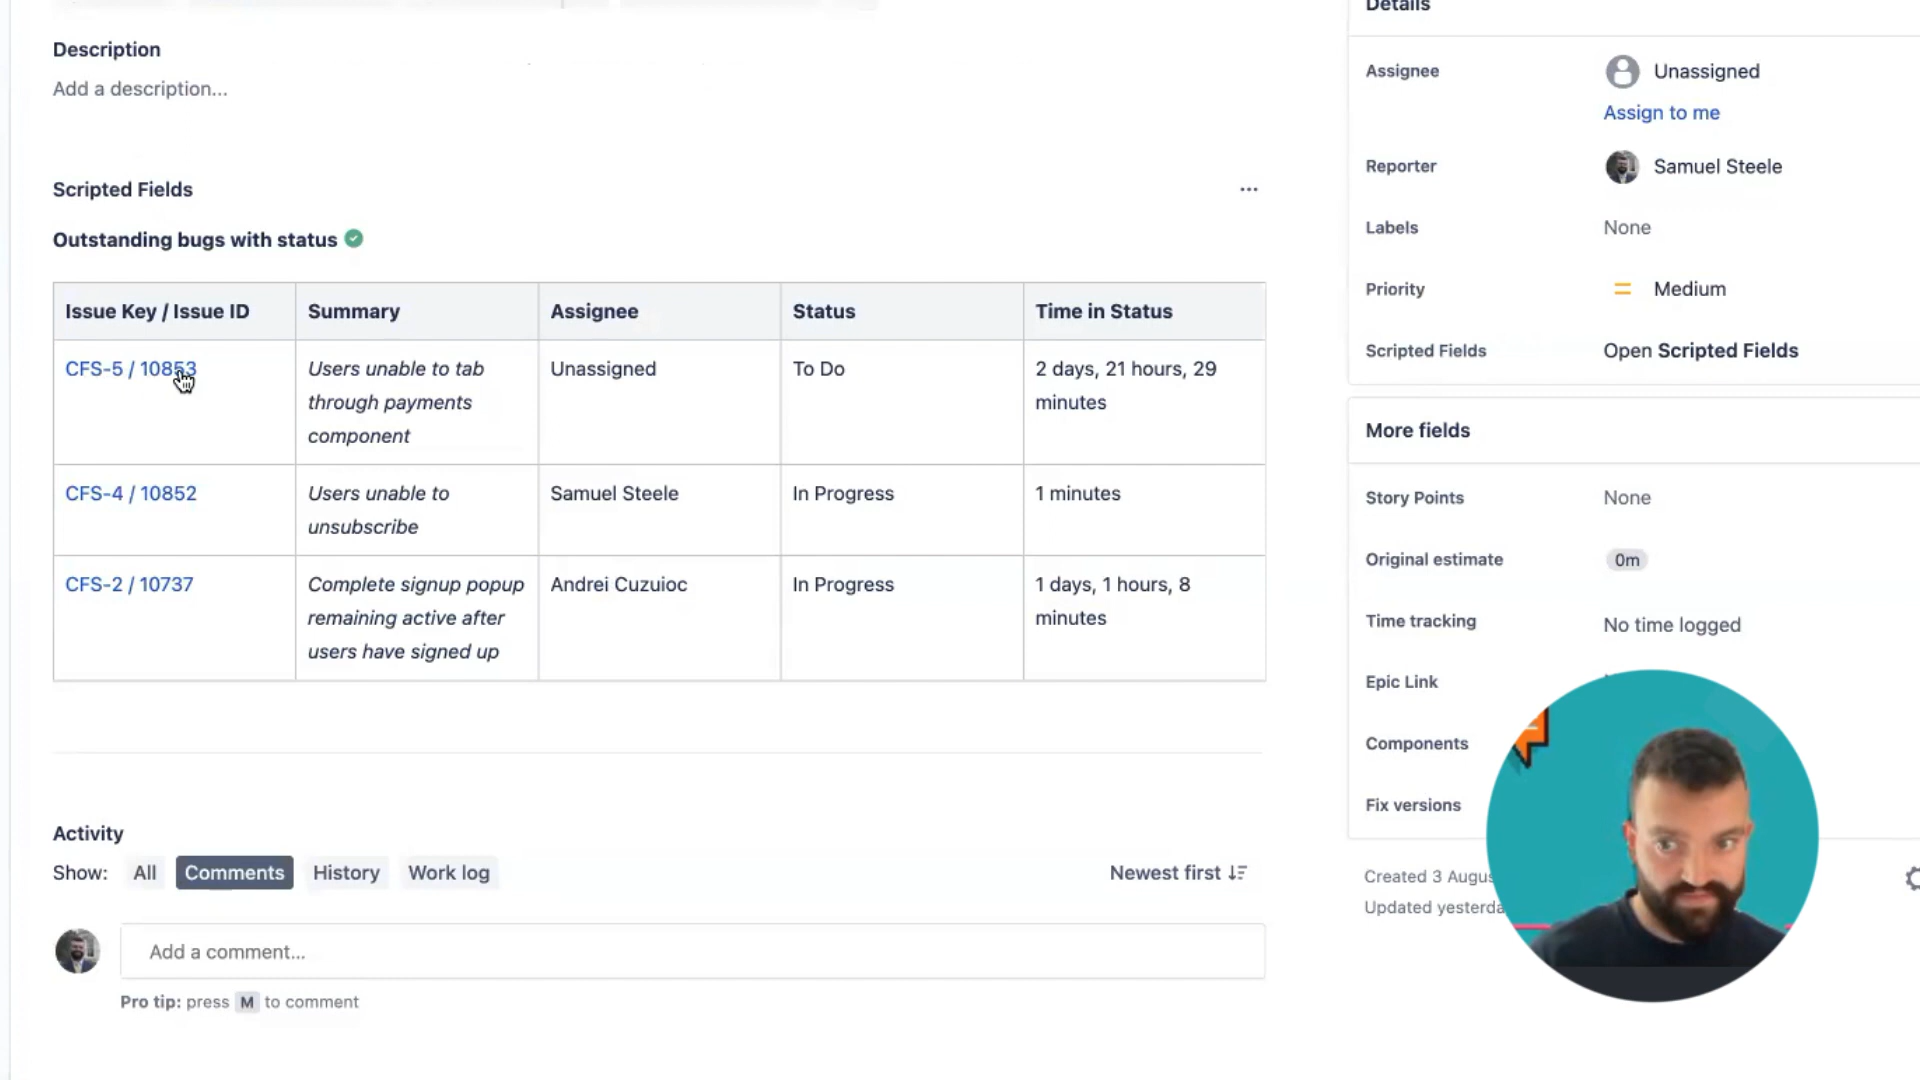 Description
Add a description...
Scripted Fields
Outstanding bugs with status
Issue Key / Issue ID Summary Assignee Status Time in Status
CFS-5 / 10853 Users unable to tab Unassigned To Do 2 days, 21 hours, 29
through payments minutes
component
CFS-4 / 10852 Users unable to Samuel Steele In Progress 1 minutes
unsubscribe
CFS-2 / 10737 Complete signup popup Andrei Cuzuioc In Progress 1 days, 1 hours, 8
remaining active after minutes
users have signed up
Activity
Show: All Comments History Work log Newest first
Add a comment...
Pro tip: press M to comment
Details
Assignee Unassigned
Assign to me
Reporter Samuel Steele
Labels None
Priority Medium
Scripted Fields Open Scripted Fields
More fields
Story Points None
Original estimate 0m
Time tracking No time logged
Epic Link
Components
Fix versions
Created 3 Augus
Updated yesterda